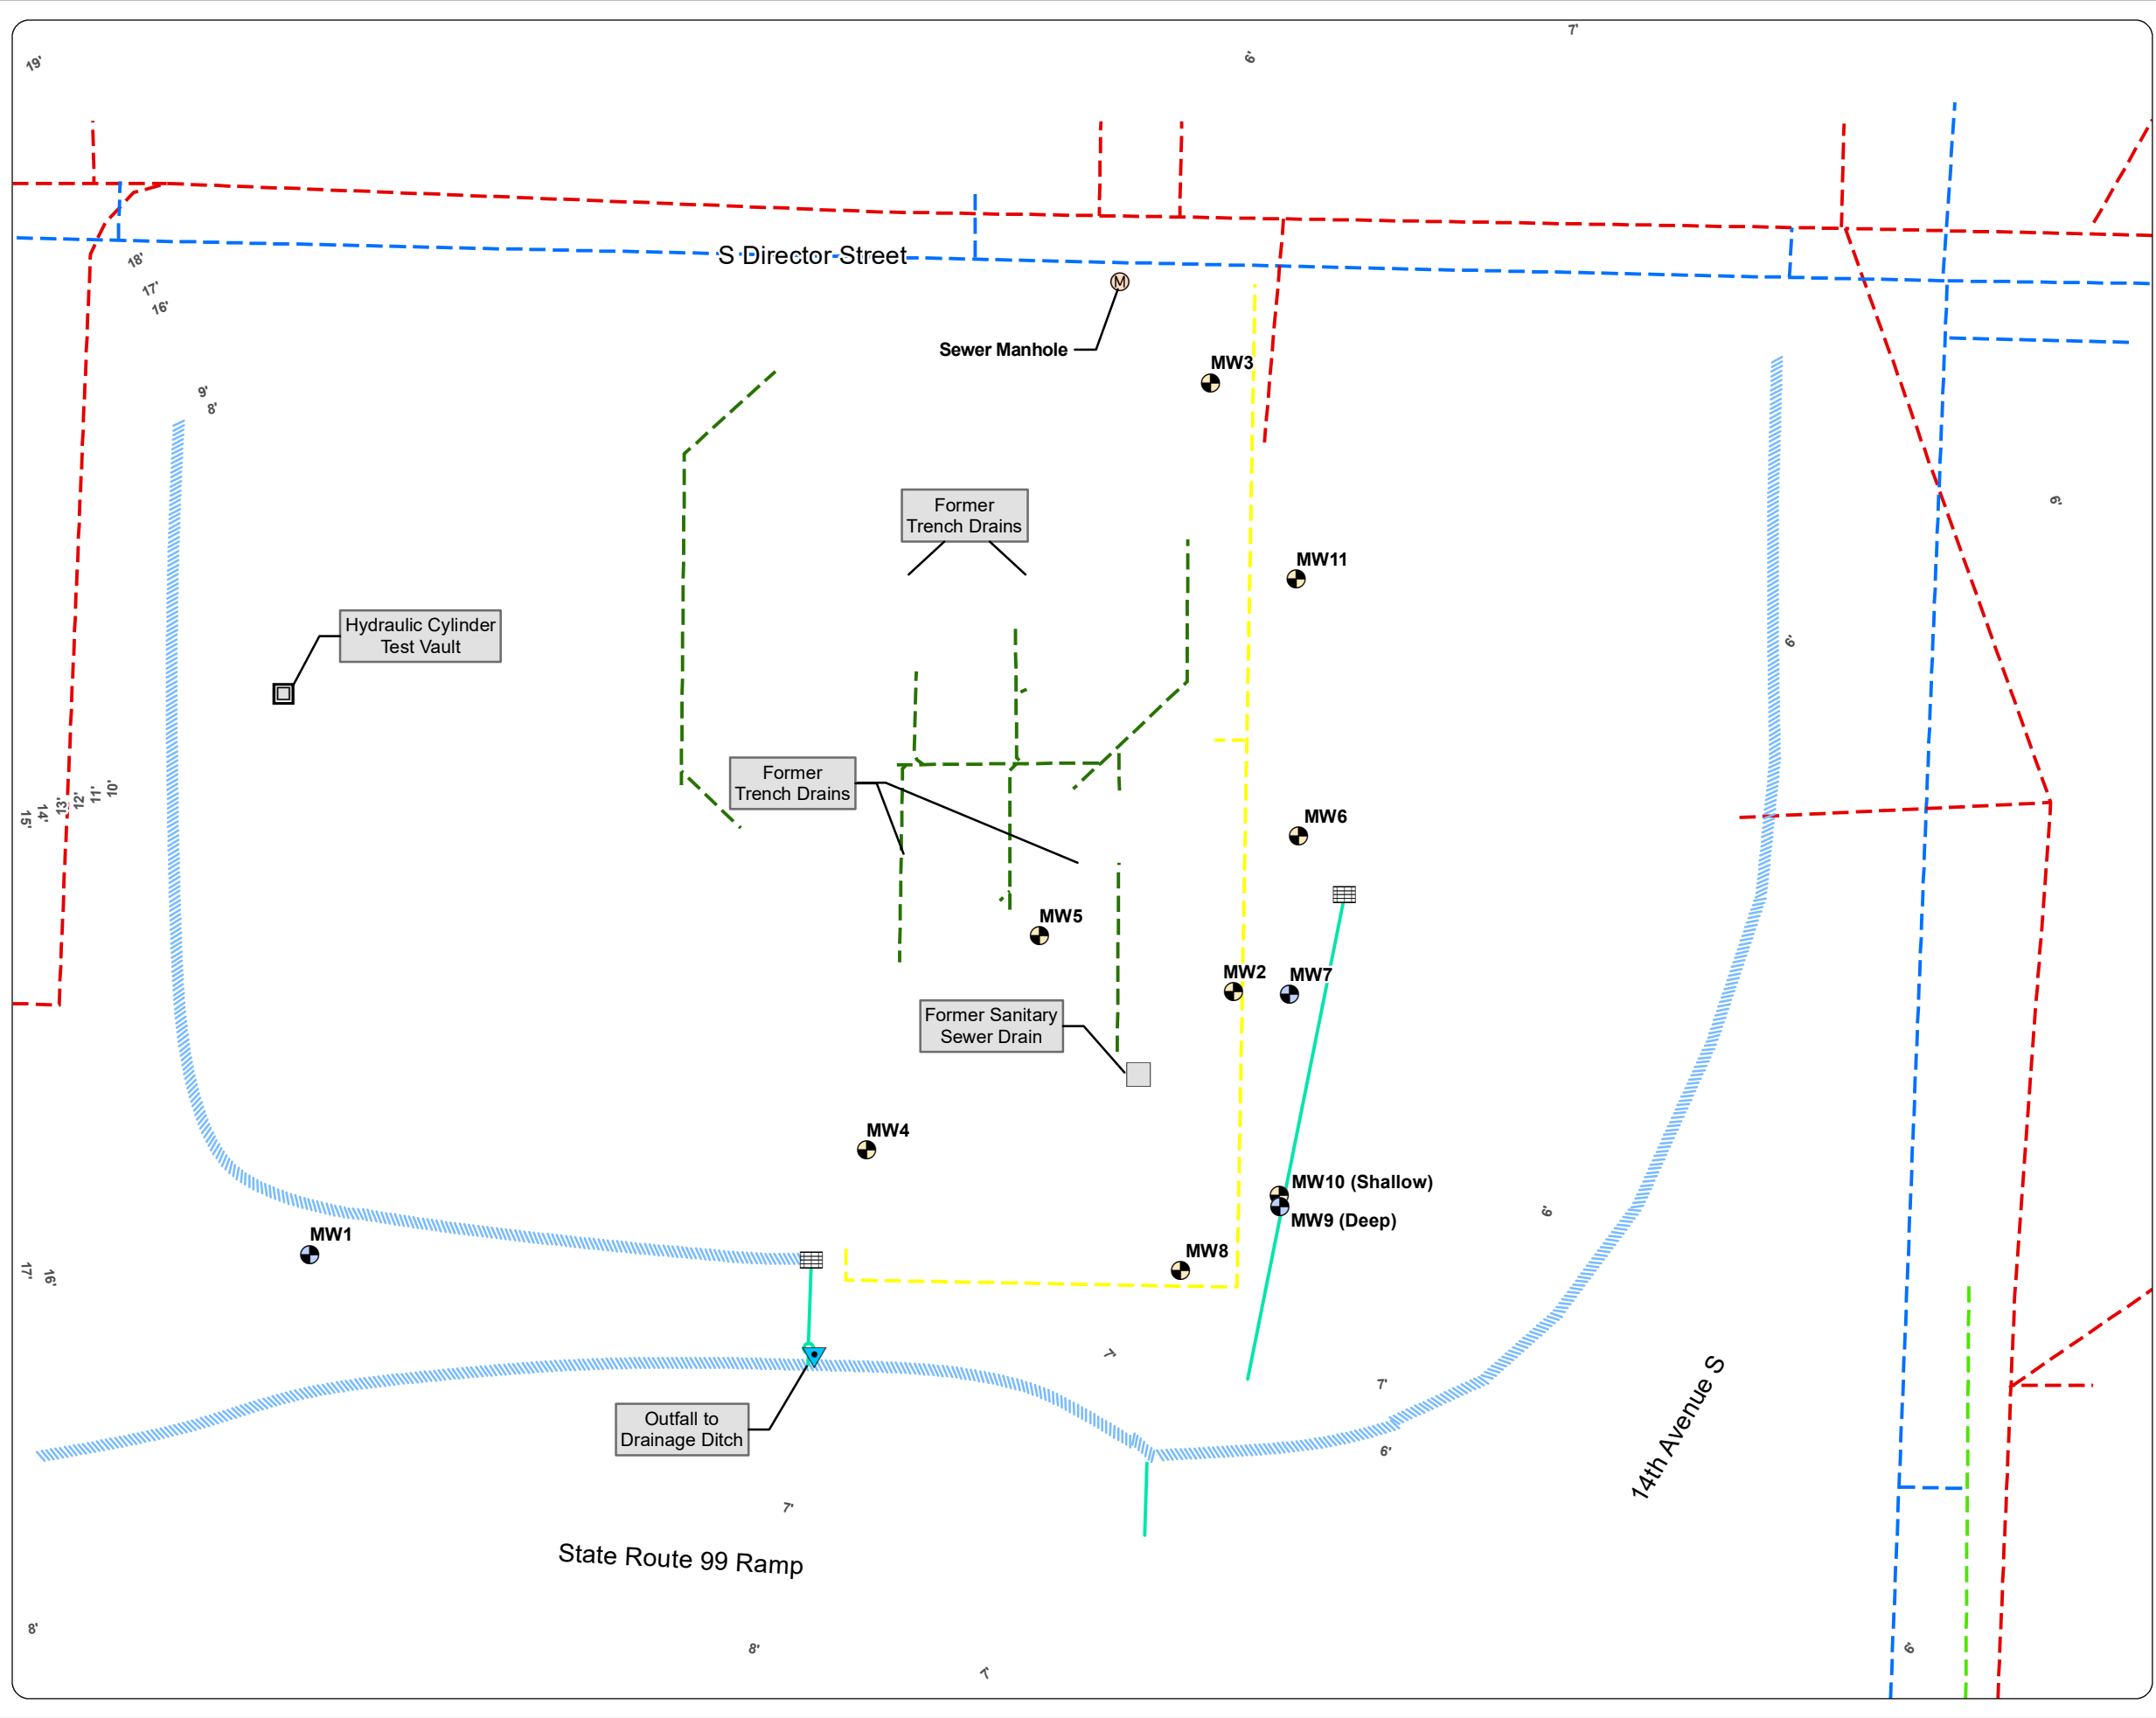 7'
6'
19'
S Director Street
18'
17'
16'
M
Sewer Manhole
MW3
9'
8'
Former
Trench Drains
6'
MW11
Hydraulic Cylinder
Test Vault
6'
Former
Trench Drains
10'
11'
12'
13'
14'
15'
MW6
MW5
MW2
MW7
Former Sanitary
Sewer Drain
MW4
MW10 (Shallow)
MW9 (Deep)
6'
MW1
MW8
17'
16'
7'
7'
14th Avenue S
Outfall to
Drainage Ditch
6'
7'
State Route 99 Ramp
8'
8'
7'
6'